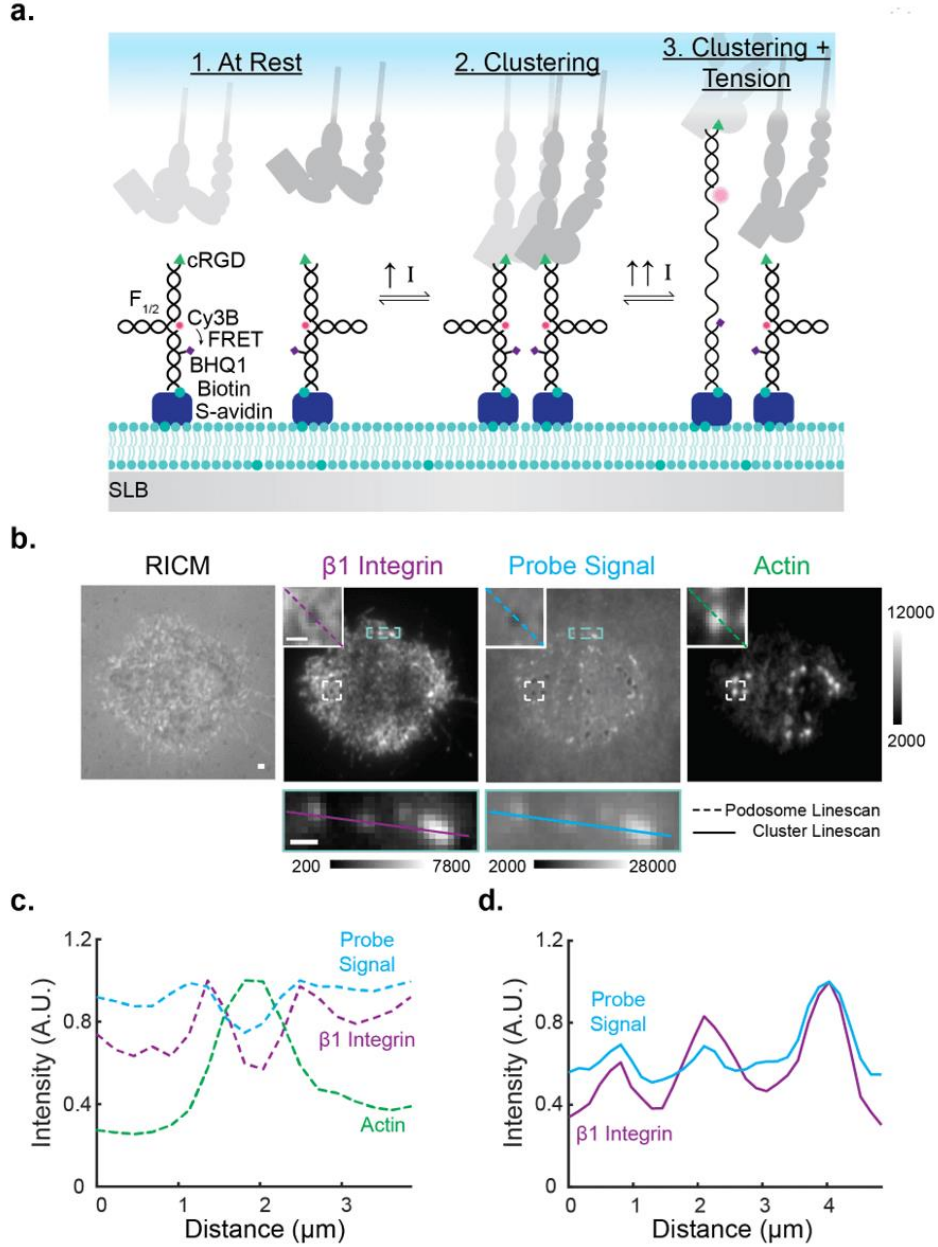 a.
1. At Rest
2. Clustering
3. Clustering +
Tension
cRGD
F1/2
Cy3B
FRET
BHQ1
Biotin
S-avidin
↑ I
↑↑ I
SLB
b.
RICM
β1 Integrin
Probe Signal
Actin
12000
2000
Podosome Linescan
Cluster Linescan
200
7800
2000
28000
c.
Intensity (A.U.)
1.2
0.8
0.4
0
Probe
Signal
β1 Integrin
Actin
0
1
2
3
Distance (µm)
d.
Intensity (A.U.)
1.2
0.8
0.4
0
Probe
Signal
β1 Integrin
0
1
2
3
4
Distance (µm)